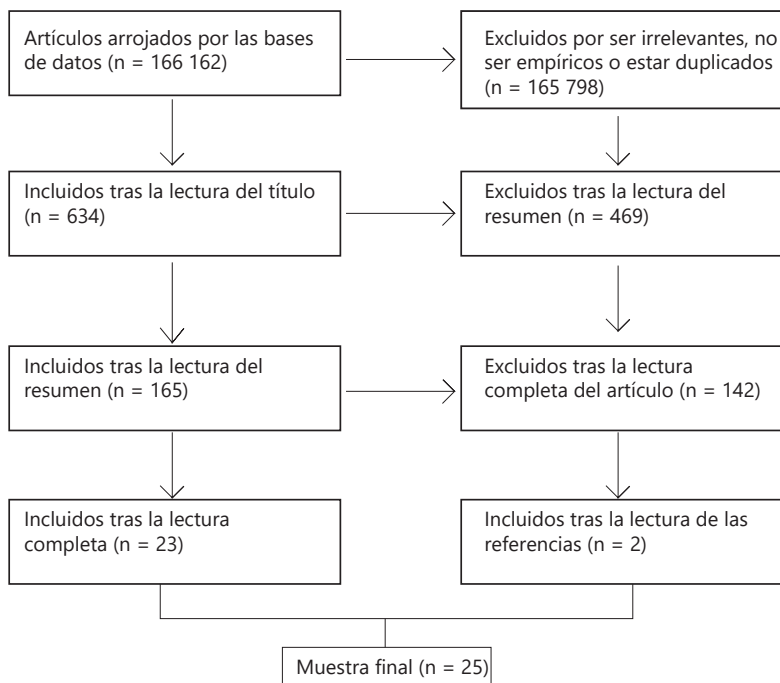 Artículos arrojados por las bases
de datos (n = 166 162)
Excluidos por ser irrelevantes, no
ser empíricos o estar duplicados
(n = 165 798)
Incluidos tras la lectura del título
(n = 634)
Excluidos tras la lectura del
resumen (n = 469)
Incluidos tras la lectura del
resumen (n = 165)
Excluidos tras la lectura
completa del artículo (n = 142)
Incluidos tras la lectura
completa (n = 23)
Incluidos tras la lectura de las
referencias (n = 2)
Muestra final (n = 25)